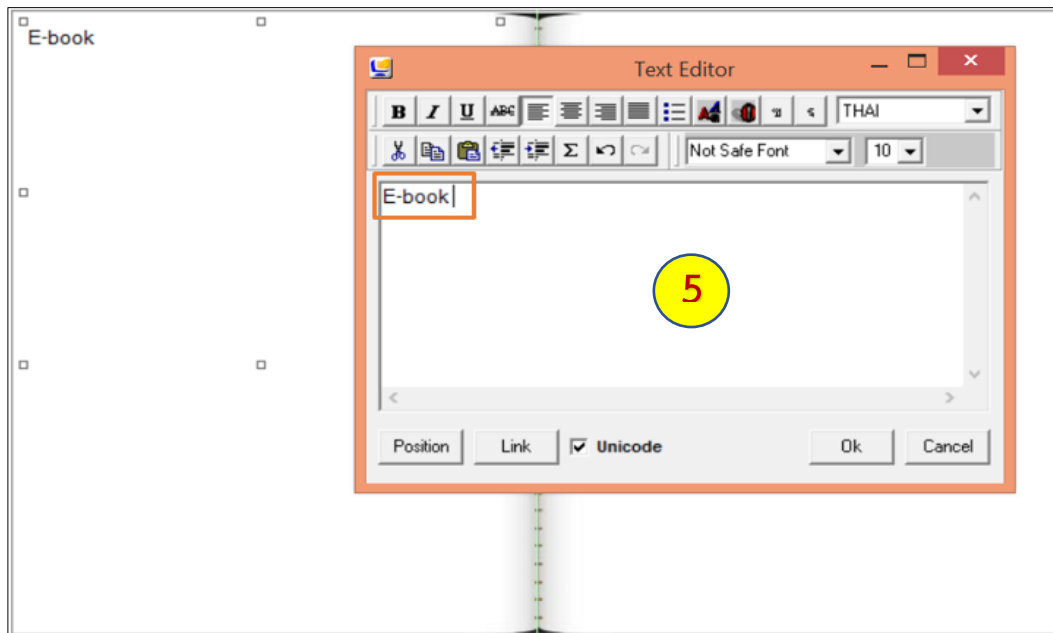 E-book
Text Editor
B I U ABC ข ร THAI
Σ Not Safe Font 10
E-book
5
Position Link Unicode Ok Cancel